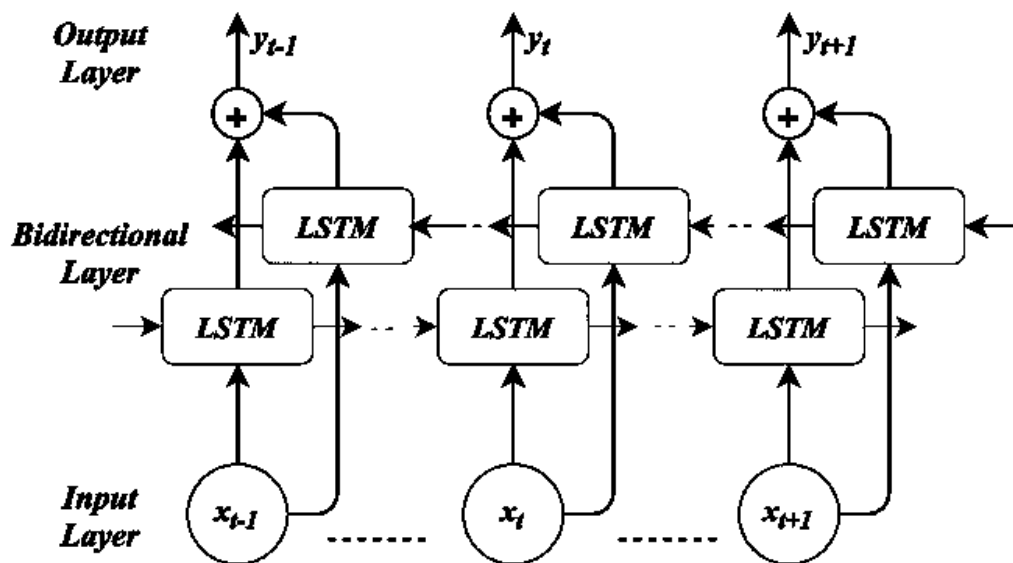 Output
Layer
y_{t-1}
y_t
y_{t+1}
+
+
+
LSTM
LSTM
LSTM
Bidirectional
Layer
LSTM
LSTM
LSTM
Input
Layer
x_{t-1}
x_t
x_{t+1}